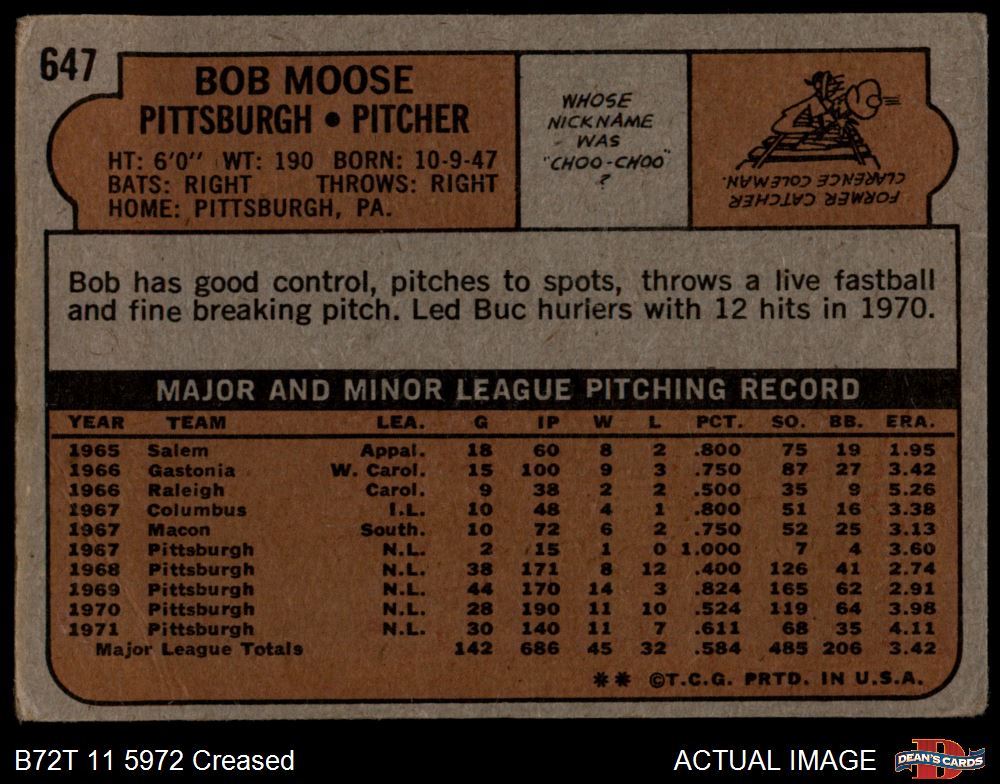 647
BOB MOOSE
PITTSBURGH • PITCHER
HT: 6'0" WT: 190 BORN: 10-9-47
BATS: RIGHT THROWS: RIGHT
HOME: PITTSBURGH, PA.
WHOSE
NICKNAME
WAS
"CHOO-CHOO"
?
FORMER CATCHER
CLARENCE COLEMAN.
Bob has good control, pitches to spots, throws a live fastball
and fine breaking pitch. Led Buc hurlers with 12 hits in 1970.
MAJOR AND MINOR LEAGUE PITCHING RECORD
YEAR TEAM LEA. G IP W L PCT. SO. BB. ERA.
1965 Salem Appal. 18 60 8 2 .800 75 19 1.95
1966 Gastonia W. Carol. 15 100 9 3 .750 87 27 3.42
1966 Raleigh Carol. 9 38 2 2 .500 35 9 5.26
1967 Columbus I.L. 10 48 4 1 .800 51 16 3.38
1967 Macon South. 10 72 6 2 .750 52 25 3.13
1967 Pittsburgh N.L. 2 15 1 0 1.000 7 4 3.60
1968 Pittsburgh N.L. 38 171 8 12 .400 126 41 2.74
1969 Pittsburgh N.L. 44 170 14 3 .824 165 62 2.91
1970 Pittsburgh N.L. 28 190 11 10 .524 119 64 3.98
1971 Pittsburgh N.L. 30 140 11 7 .611 68 35 4.11
Major League Totals 142 686 45 32 .584 485 206 3.42
** ©T.C.G. PRTD. IN U.S.A.
B72T 11 5972 Creased
ACTUAL IMAGE
DEAN'S CARDS